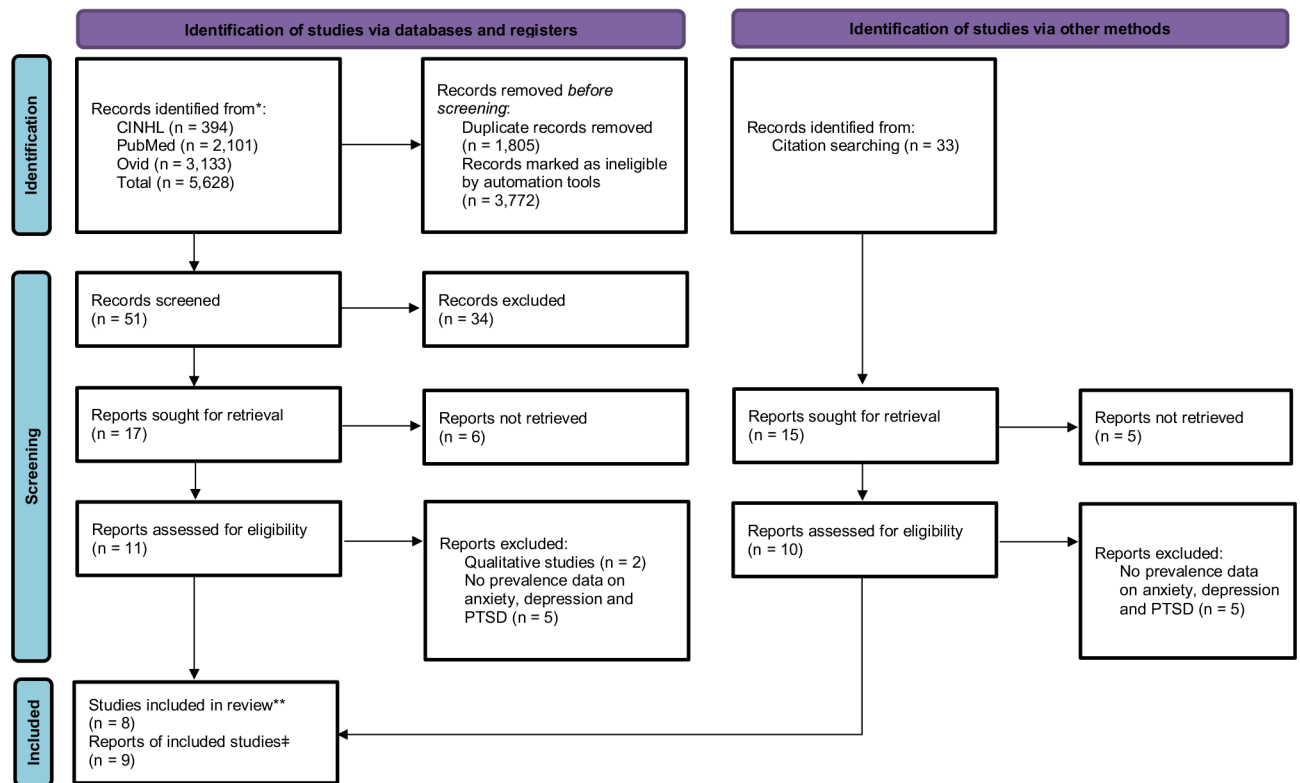 Identification of studies via databases and registers
Identification of studies via other methods
Identification
Records identified from*:
CINHL (n = 394)
PubMed (n = 2,101)
Ovid (n = 3,133)
Total (n = 5,628)
Records removed before
screening:
Duplicate records removed
(n = 1,805)
Records marked as ineligible
by automation tools
(n = 3,772)
Records identified from:
Citation searching (n = 33)
Screening
Records screened
(n = 51)
Records excluded
(n = 34)
Reports sought for retrieval
(n = 17)
Reports not retrieved
(n = 6)
Reports sought for retrieval
(n = 15)
Reports not retrieved
(n = 5)
Reports assessed for eligibility
(n = 11)
Reports excluded:
Qualitative studies (n = 2)
No prevalence data on
anxiety, depression and
PTSD (n = 5)
Reports assessed for eligibility
(n = 10)
Reports excluded:
No prevalence data
on anxiety, depression
and PTSD (n = 5)
Included
Studies included in review**
(n = 8)
Reports of included studies‡
(n = 9)